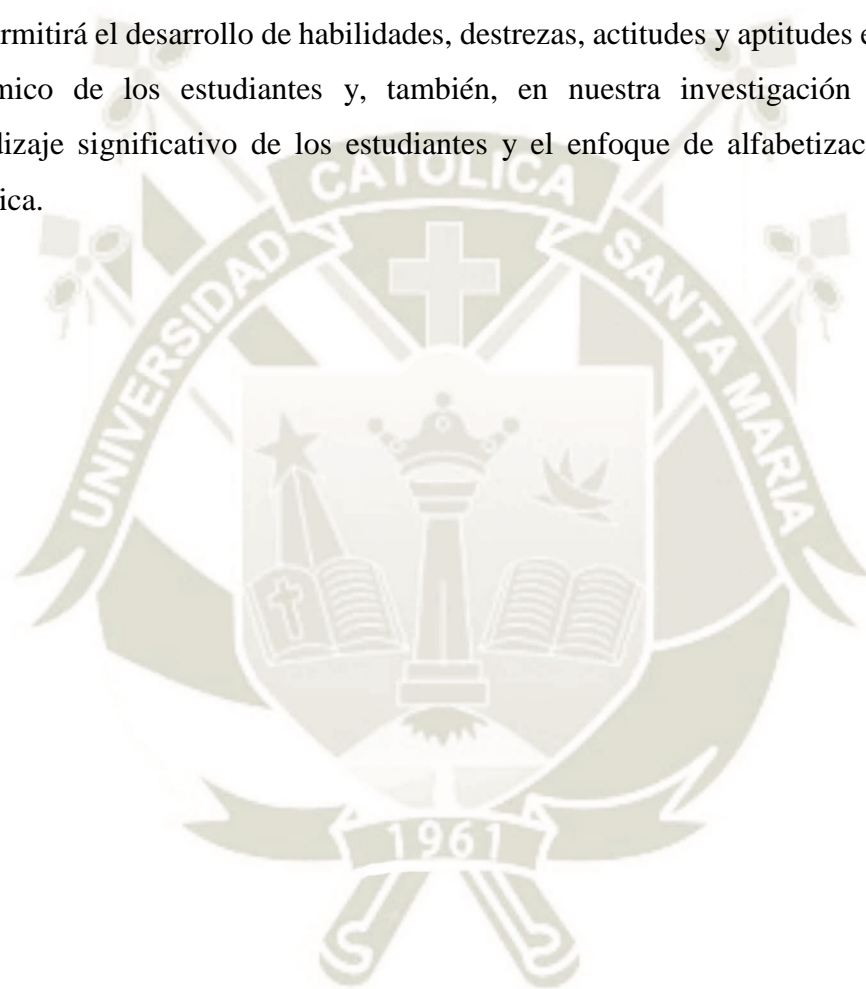 rmitirá el desarrollo de habilidades, destrezas, actitudes y aptitudes e
mico de los estudiantes y, también, en nuestra investigación
dizaje significativo de los estudiantes y el enfoque de alfabetizac
ica.
CATOLICA
UNIVERSIDAD
SANTA MARIA
1961